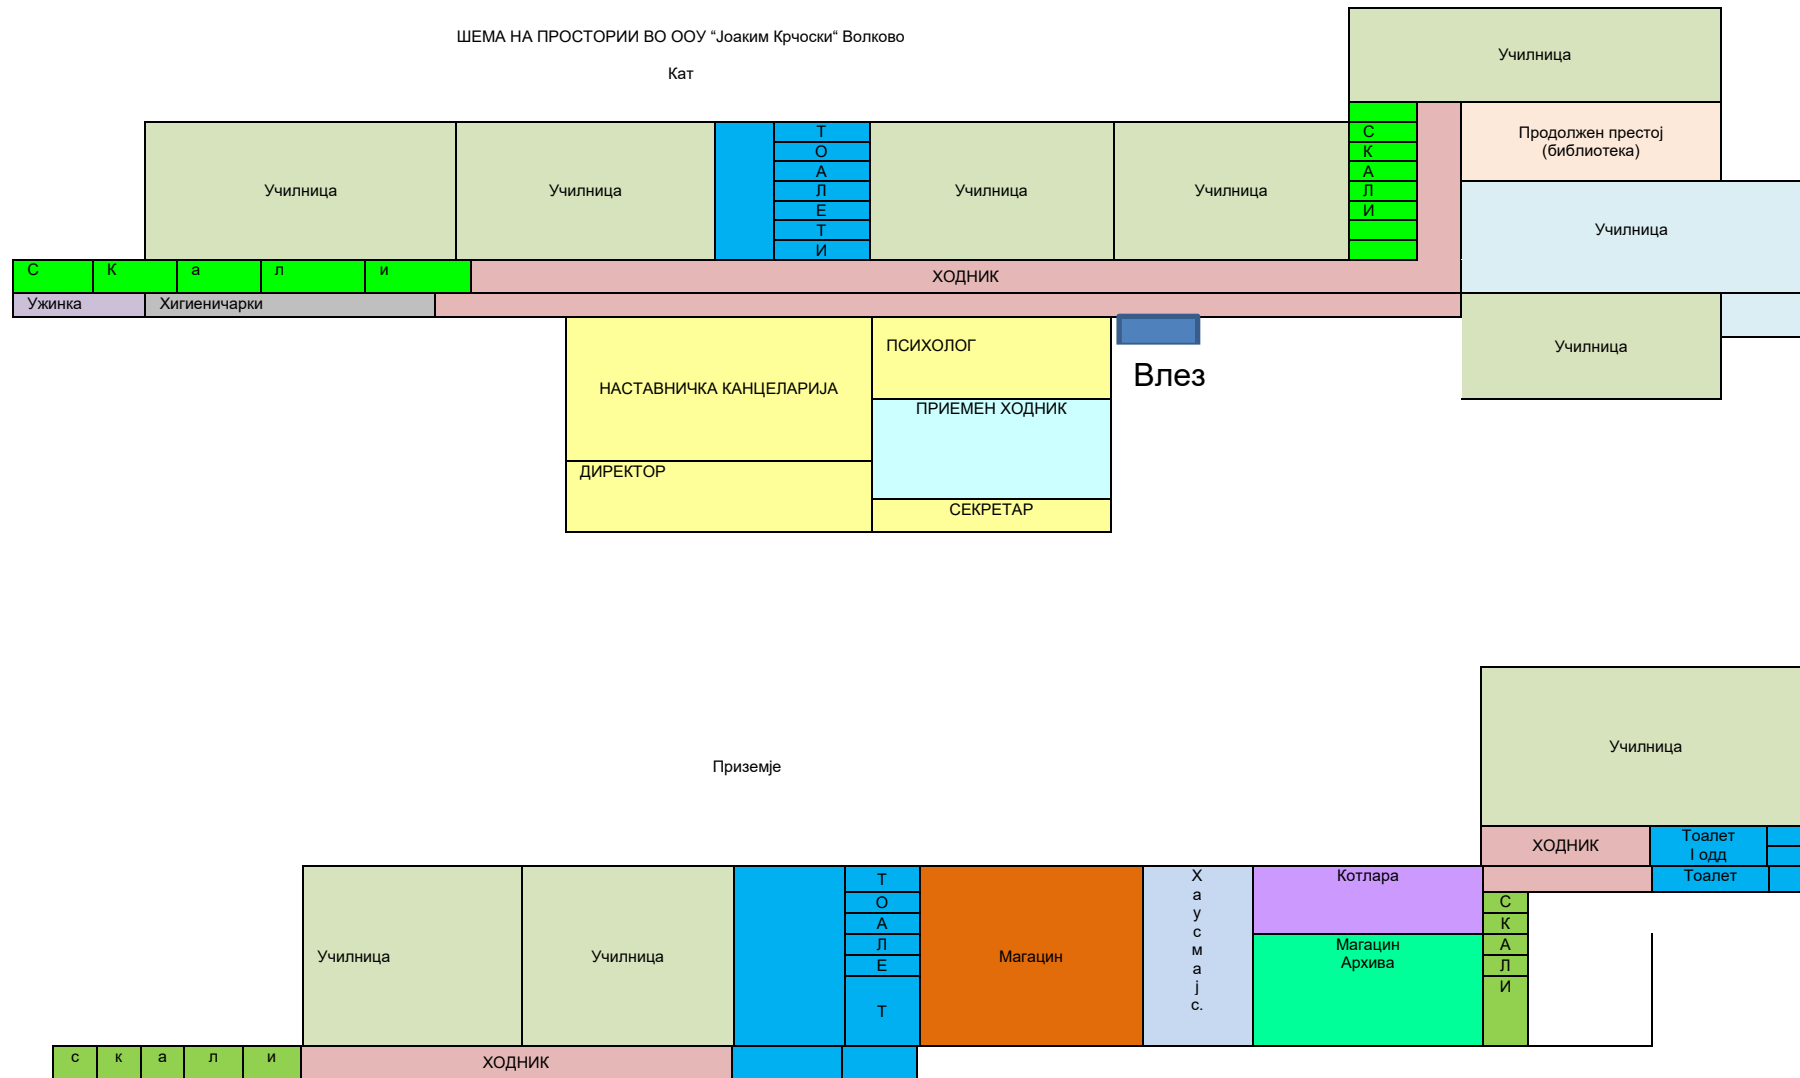 ШЕМА НА ПРОСТОРИИ ВО ООУ “Јоаким Крчоски“ Волково
Кат
Училница
Продолжен престој
(библиотека)
Училница
Училница
Т
О
А
Л
Е
Т
И
Училница
Училница
С
К
А
Л
И
Училница
С К а л и
ХОДНИК
Ужинка
Хигиеничарки
НАСТАВНИЧКА КАНЦЕЛАРИЈА
ПСИХОЛОГ
Влез
Училница
ПРИЕМЕН ХОДНИК
ДИРЕКТОР
СЕКРЕТАР
Приземје
Училница
ХОДНИК
Тоалет
I одд
Тоалет
Училница
Училница
Т
О
А
Л
Е
Т
Магацин
Х
а
у
с
м
а
ј
с.
Котлара
Магацин
Архива
С
К
А
Л
И
с к а л и
ХОДНИК